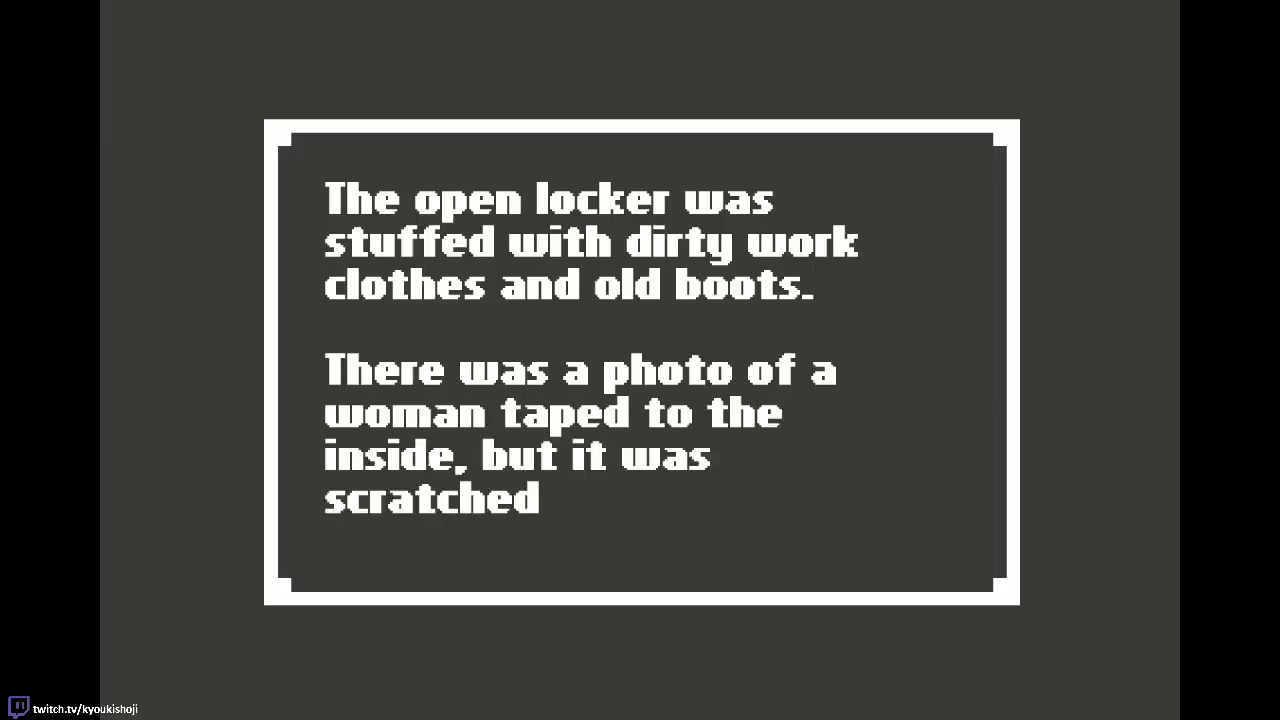 The open locker was
stuffed with dirty work
clothes and old boots.
There was a photo of a
woman taped to the
inside, but it was
scratched
twitch.tv/kyoukishoji